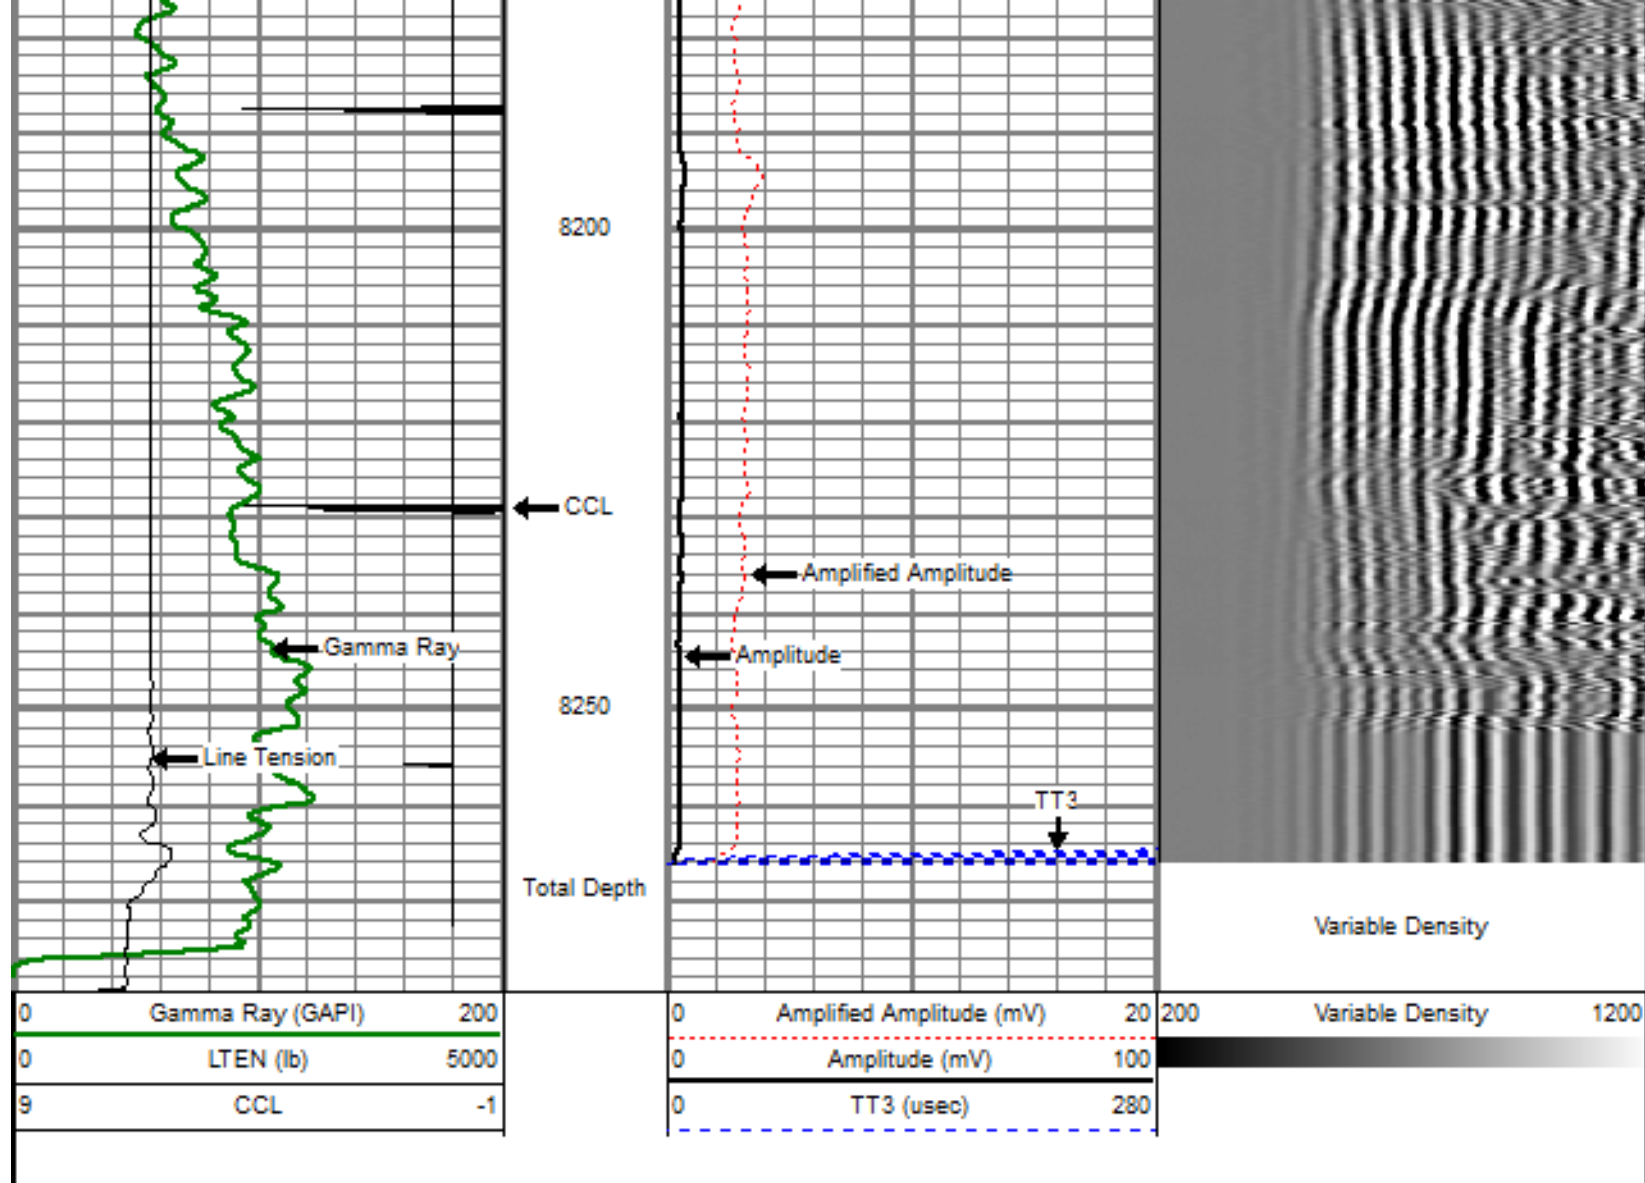 8200
CCL
Amplified Amplitude
Gamma Ray
Amplitude
8250
Line Tension
TT3
Total Depth
Variable Density
0 Gamma Ray (GAPI) 200
0 LTEN (lb) 5000
9 CCL -1
0 Amplified Amplitude (mV) 20
0 Amplitude (mV) 100
0 TT3 (usec) 280
200 Variable Density 1200